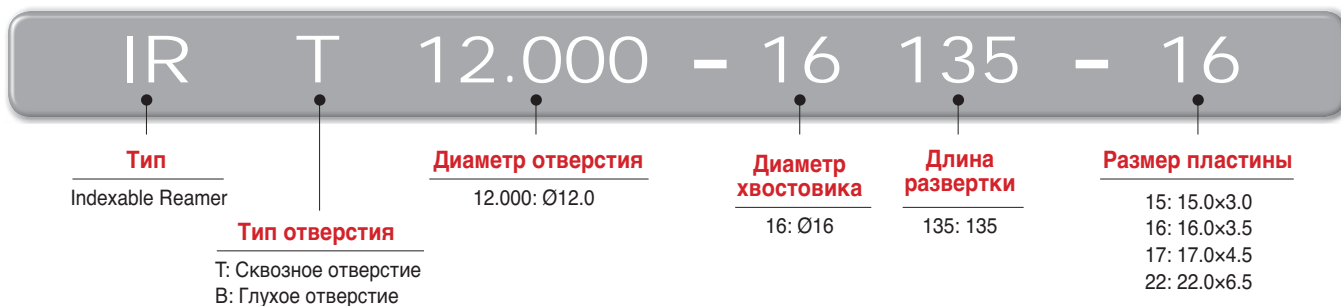 IR T 12.000 – 16 135 – 16
Тип
Indexable Reamer
Тип отверстия
T: Сквозное отверстие
B: Глухое отверстие
Диаметр отверстия
12.000: Ø12.0
Диаметр
хвостовика
16: Ø16
Длина
развертки
135: 135
Размер пластины
15: 15.0×3.0
16: 16.0×3.5
17: 17.0×4.5
22: 22.0×6.5